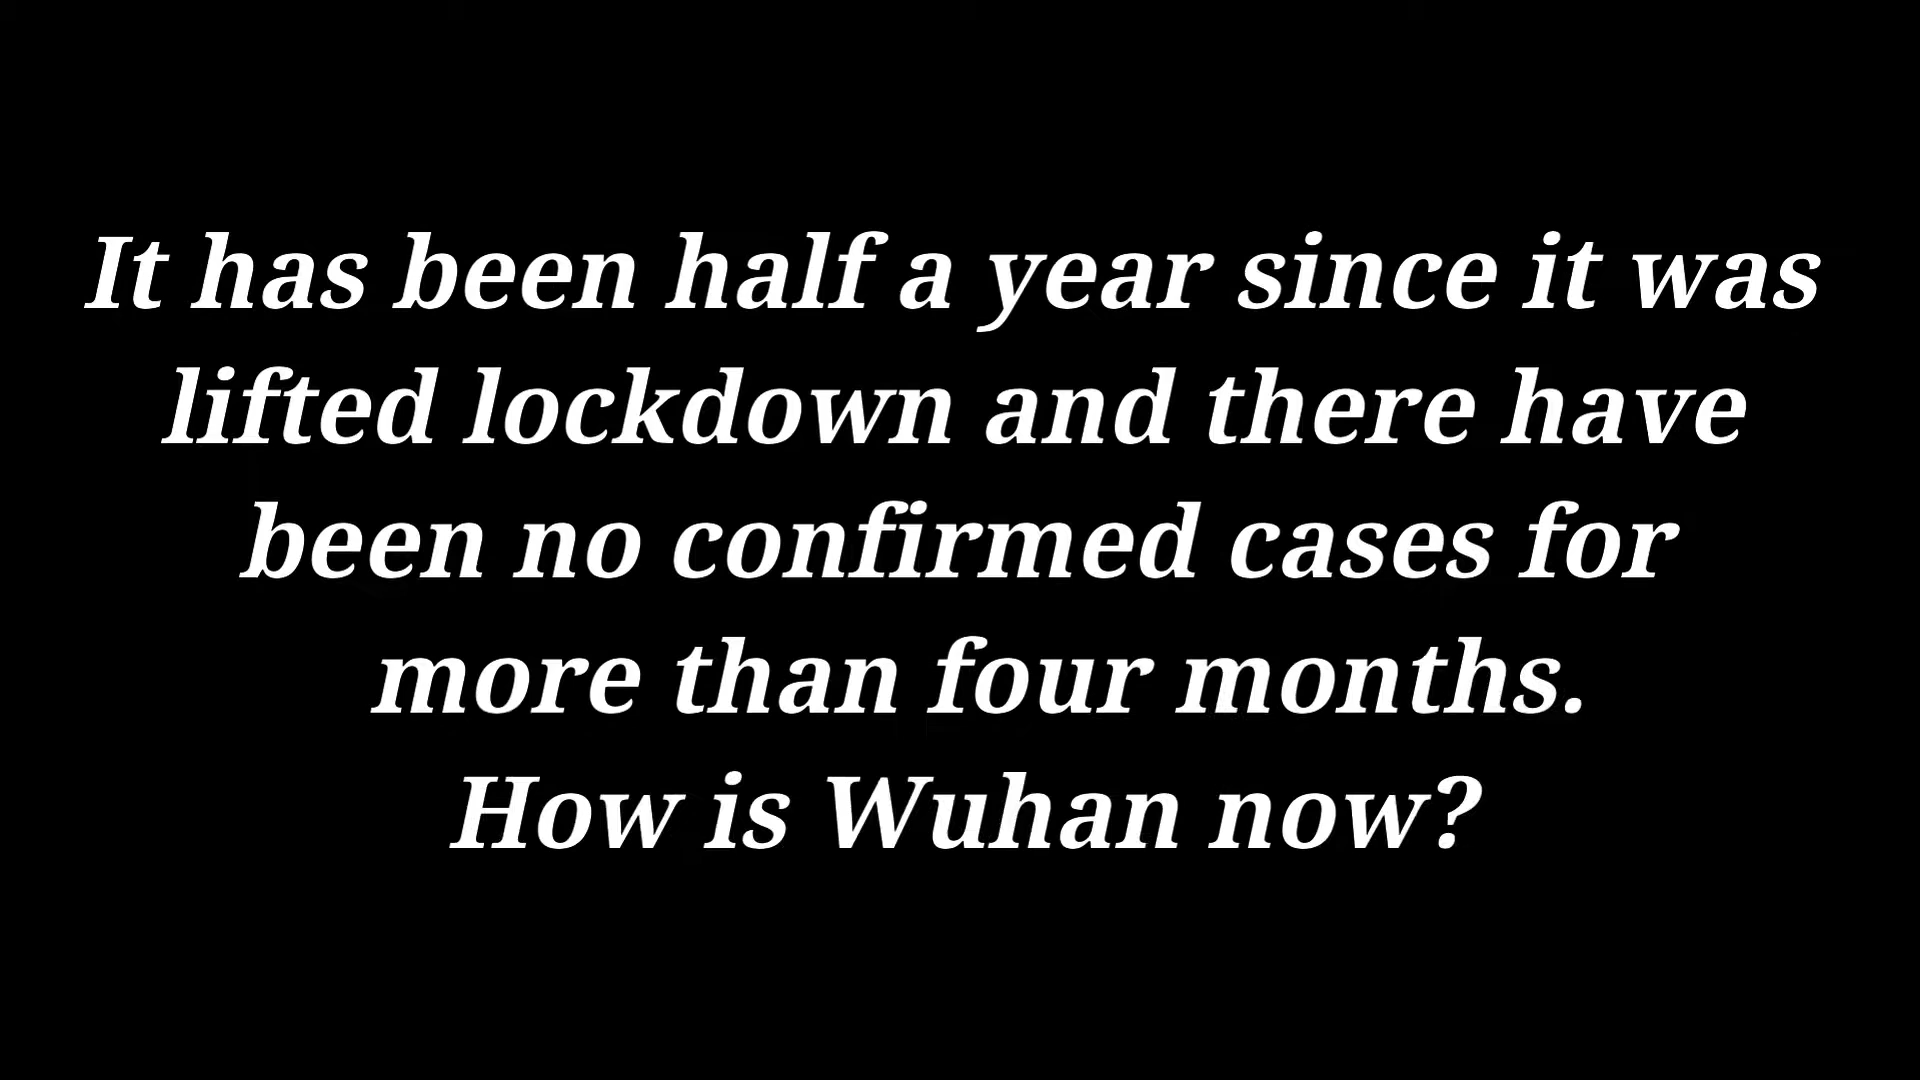 It has been half a year since it was
lifted lockdown and there have
been no confirmed cases for
more than four months.
How is Wuhan now?